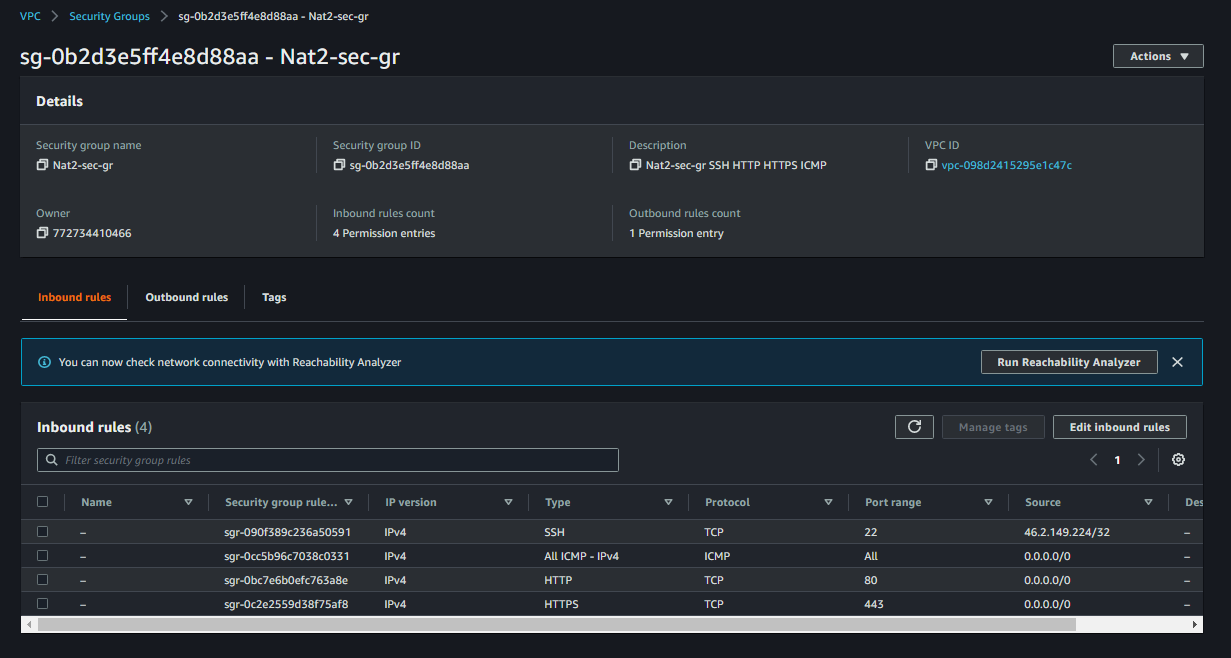 VPC > Security Groups > sg-0b2d3e5ff4e8d88aa - Nat2-sec-gr
sg-0b2d3e5ff4e8d88aa - Nat2-sec-gr
Actions ▼
Details
Security group name Security group ID Description VPC ID
Nat2-sec-gr sg-0b2d3e5ff4e8d88aa Nat2-sec-gr SSH HTTP HTTPS ICMP vpc-098d2415295e1c47c
Owner Inbound rules count Outbound rules count
772734410466 4 Permission entries 1 Permission entry
Inbound rules Outbound rules Tags
You can now check network connectivity with Reachability Analyzer Run Reachability Analyzer
Inbound rules (4) Manage tags Edit inbound rules
Filter security group rules 1
Name Security group rule... IP version Type Protocol Port range Source Des
– sgr-090f389c236a50591 IPv4 SSH TCP 22 46.2.149.224/32 –
– sgr-0cc5b96c7038c0331 IPv4 All ICMP - IPv4 ICMP All 0.0.0.0/0 –
– sgr-0bc7e6b0efc763a8e IPv4 HTTP TCP 80 0.0.0.0/0 –
– sgr-0c2e2559d38f75af8 IPv4 HTTPS TCP 443 0.0.0.0/0 –